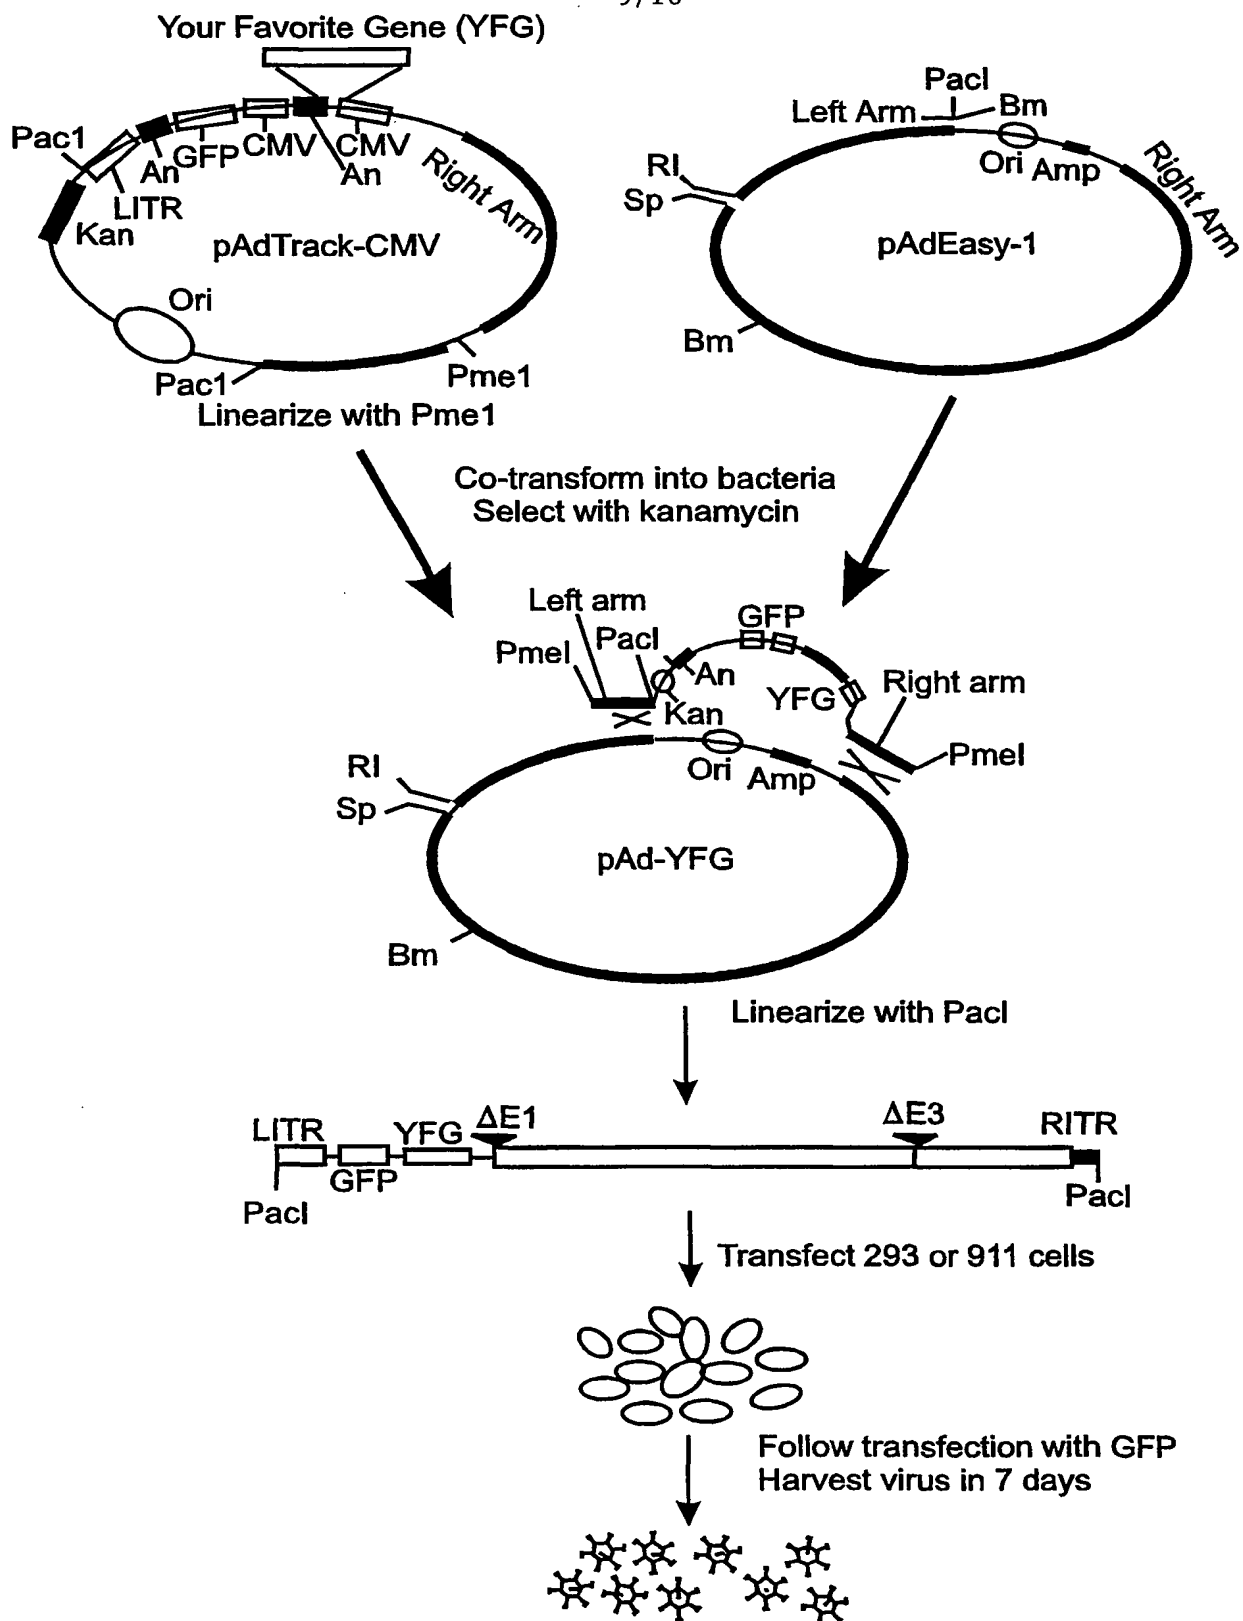 9/10
Your Favorite Gene (YFG)
Pac1
An
GFP
CMV
An
CMV
Right Arm
LITR
Kan
pAdTrack-CMV
Ori
Pac1
Pme1
Linearize with Pme1
PacI
Left Arm
Bm
RI
Sp
Ori
Amp
Right Arm
pAdEasy-1
Bm
Co-transform into bacteria
Select with kanamycin
Left arm
PmeI
PacI
GFP
An
Kan
YFG
Right arm
PmeI
RI
Sp
Ori
Amp
pAd-YFG
Bm
Linearize with PacI
LITR
GFP
YFG
ΔE1
ΔE3
RITR
PacI
PacI
Transfect 293 or 911 cells
Follow transfection with GFP
Harvest virus in 7 days